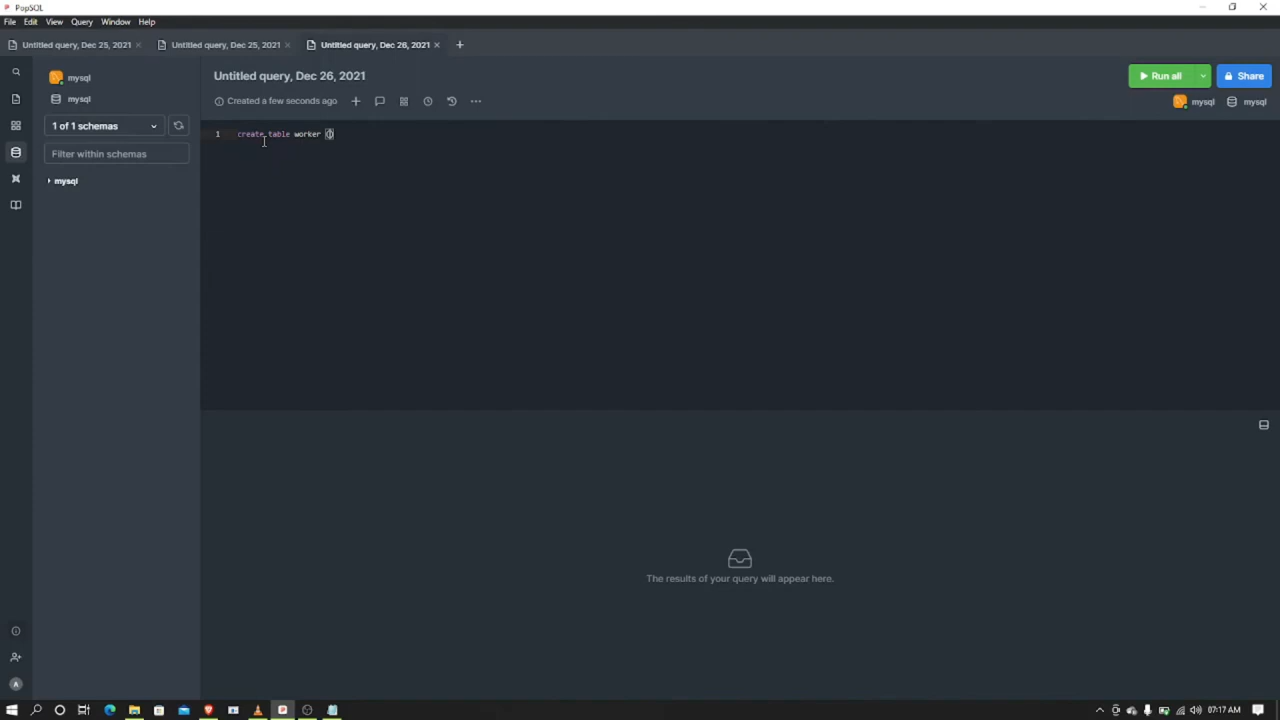 PopSQL
File Edit View Query Window Help
Untitled query, Dec 25, 2021 Untitled query, Dec 25, 2021 Untitled query, Dec 26, 2021
mysql
mysql
1 of 1 schemas
Filter within schemas
mysql
Untitled query, Dec 26, 2021
Run all Share
Created a few seconds ago
mysql mysql
1 create table worker ()
The results of your query will appear here.
A
07:17 AM